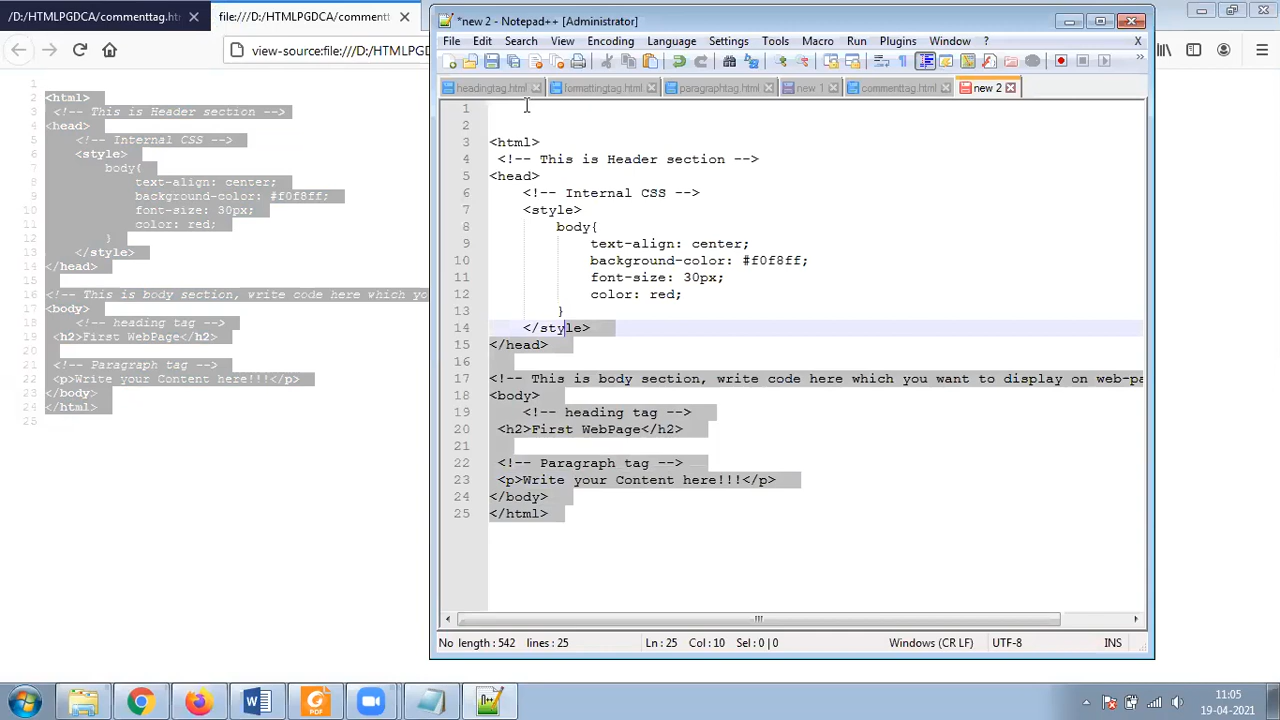 /D:/HTMLPGDCA/commenttag.ht
file:///D:/HTMLPGDCA/commentt
view-source:file:///D:/HTMLPGD
1
2 <html>
3 <!-- This is Header section -->
4 <head>
5 <!-- Internal CSS -->
6 <style>
7 body{
8 text-align: center;
9 background-color: #f0f8ff;
10 font-size: 30px;
11 color: red;
12 }
13 </style>
14 </head>
15
16 <!-- This is body section, write code here which yo
17 <body>
18 <!-- heading tag -->
19 <h2>First WebPage</h2>
20
21 <!-- Paragraph tag -->
22 <p>Write your Content here!!!</p>
23 </body>
24 </html>
25
*new 2 - Notepad++ [Administrator]
File Edit Search View Encoding Language Settings Tools Macro Run Plugins Window ? X
headingtag.html formattingtag.html paragraphtag.html new 1 commenttag.html new 2
1
2
3 <html>
4 <!-- This is Header section -->
5 <head>
6 <!-- Internal CSS -->
7 <style>
8 body{
9 text-align: center;
10 background-color: #f0f8ff;
11 font-size: 30px;
12 color: red;
13 }
14 </style>
15 </head>
16
17 <!-- This is body section, write code here which you want to display on web-pa
18 <body>
19 <!-- heading tag -->
20 <h2>First WebPage</h2>
21
22 <!-- Paragraph tag -->
23 <p>Write your Content here!!!</p>
24 </body>
25 </html>
No length : 542 lines : 25 Ln : 25 Col : 10 Sel : 0 | 0 Windows (CR LF) UTF-8 INS
PDF
11:05
19-04-2021